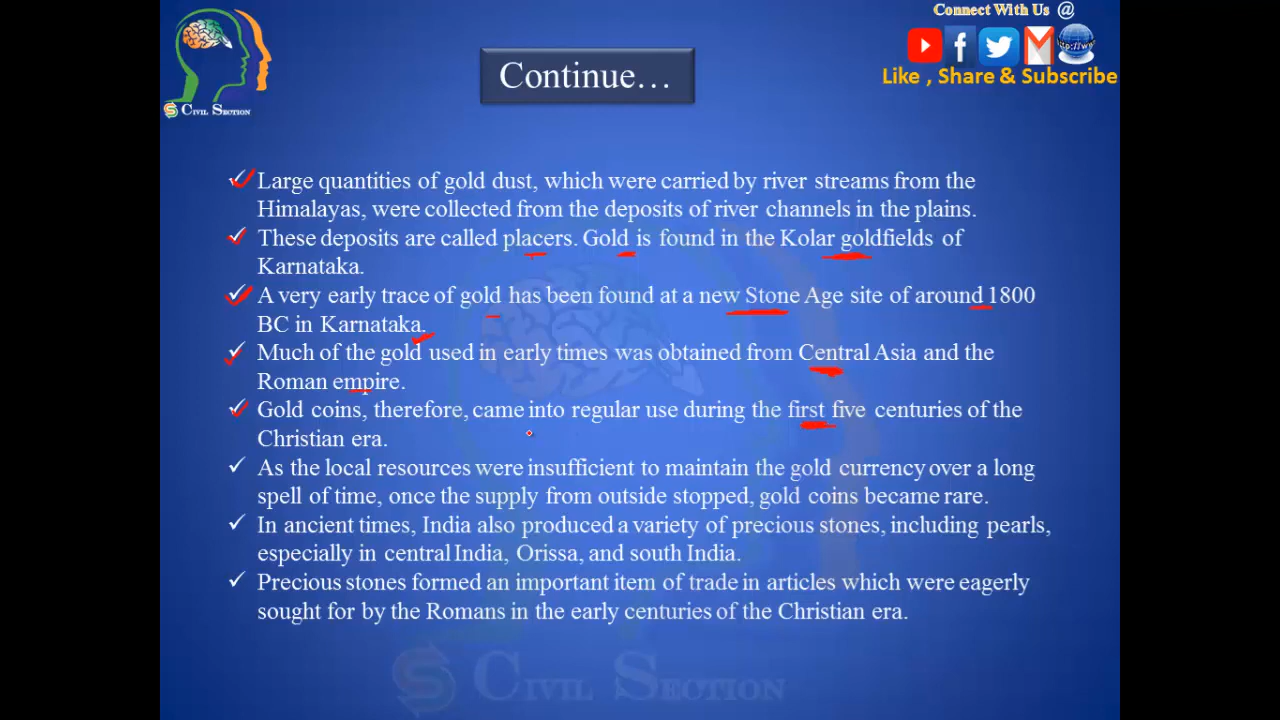 Connect With Us @
http://ww
Like , Share & Subscribe
CIVIL SECTION
Continue…
Large quantities of gold dust, which were carried by river streams from the
Himalayas, were collected from the deposits of river channels in the plains.
These deposits are called placers. Gold is found in the Kolar goldfields of
Karnataka.
A very early trace of gold has been found at a new Stone Age site of around 1800
BC in Karnataka.
Much of the gold used in early times was obtained from Central Asia and the
Roman empire.
Gold coins, therefore, came into regular use during the first five centuries of the
Christian era.
As the local resources were insufficient to maintain the gold currency over a long
spell of time, once the supply from outside stopped, gold coins became rare.
In ancient times, India also produced a variety of precious stones, including pearls,
especially in central India, Orissa, and south India.
Precious stones formed an important item of trade in articles which were eagerly
sought for by the Romans in the early centuries of the Christian era.
CIVIL SECTION